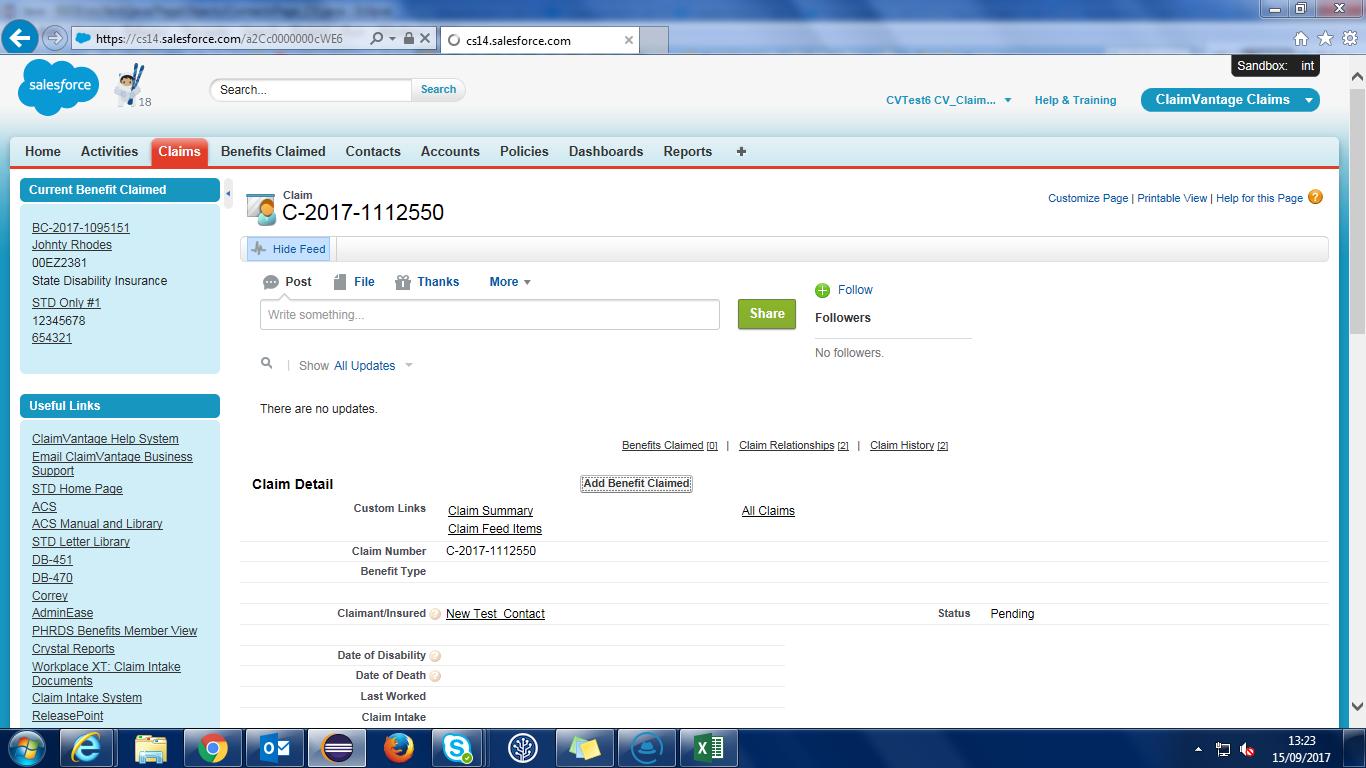 https://cs14.salesforce.com/a2Cc0000000cWE6
cs14.salesforce.com
Sandbox: int
salesforce
18
Search...
Search
CVTest6 CV_Claim...
Help & Training
ClaimVantage Claims
Home Activities Claims Benefits Claimed Contacts Accounts Policies Dashboards Reports +
Current Benefit Claimed
BC-2017-1095151
Johnty Rhodes
00EZ2381
State Disability Insurance
STD Only #1
12345678
654321
Useful Links
ClaimVantage Help System
Email ClaimVantage Business
Support
STD Home Page
ACS
ACS Manual and Library
STD Letter Library
DB-451
DB-470
Correy
AdminEase
PHRDS Benefits Member View
Crystal Reports
Workplace XT: Claim Intake
Documents
Claim Intake System
ReleasePoint
Claim
C-2017-1112550
Customize Page | Printable View | Help for this Page ?
Hide Feed
Post File Thanks More
Write something...
Share
Follow
Followers
No followers.
Show All Updates
There are no updates.
Benefits Claimed [0] | Claim Relationships [2] | Claim History [2]
Claim Detail
Add Benefit Claimed
Custom Links Claim Summary All Claims
Claim Feed Items
Claim Number C-2017-1112550
Benefit Type
Claimant/Insured ? New Test Contact Status Pending
Date of Disability ?
Date of Death ?
Last Worked
Claim Intake
13:23
15/09/2017